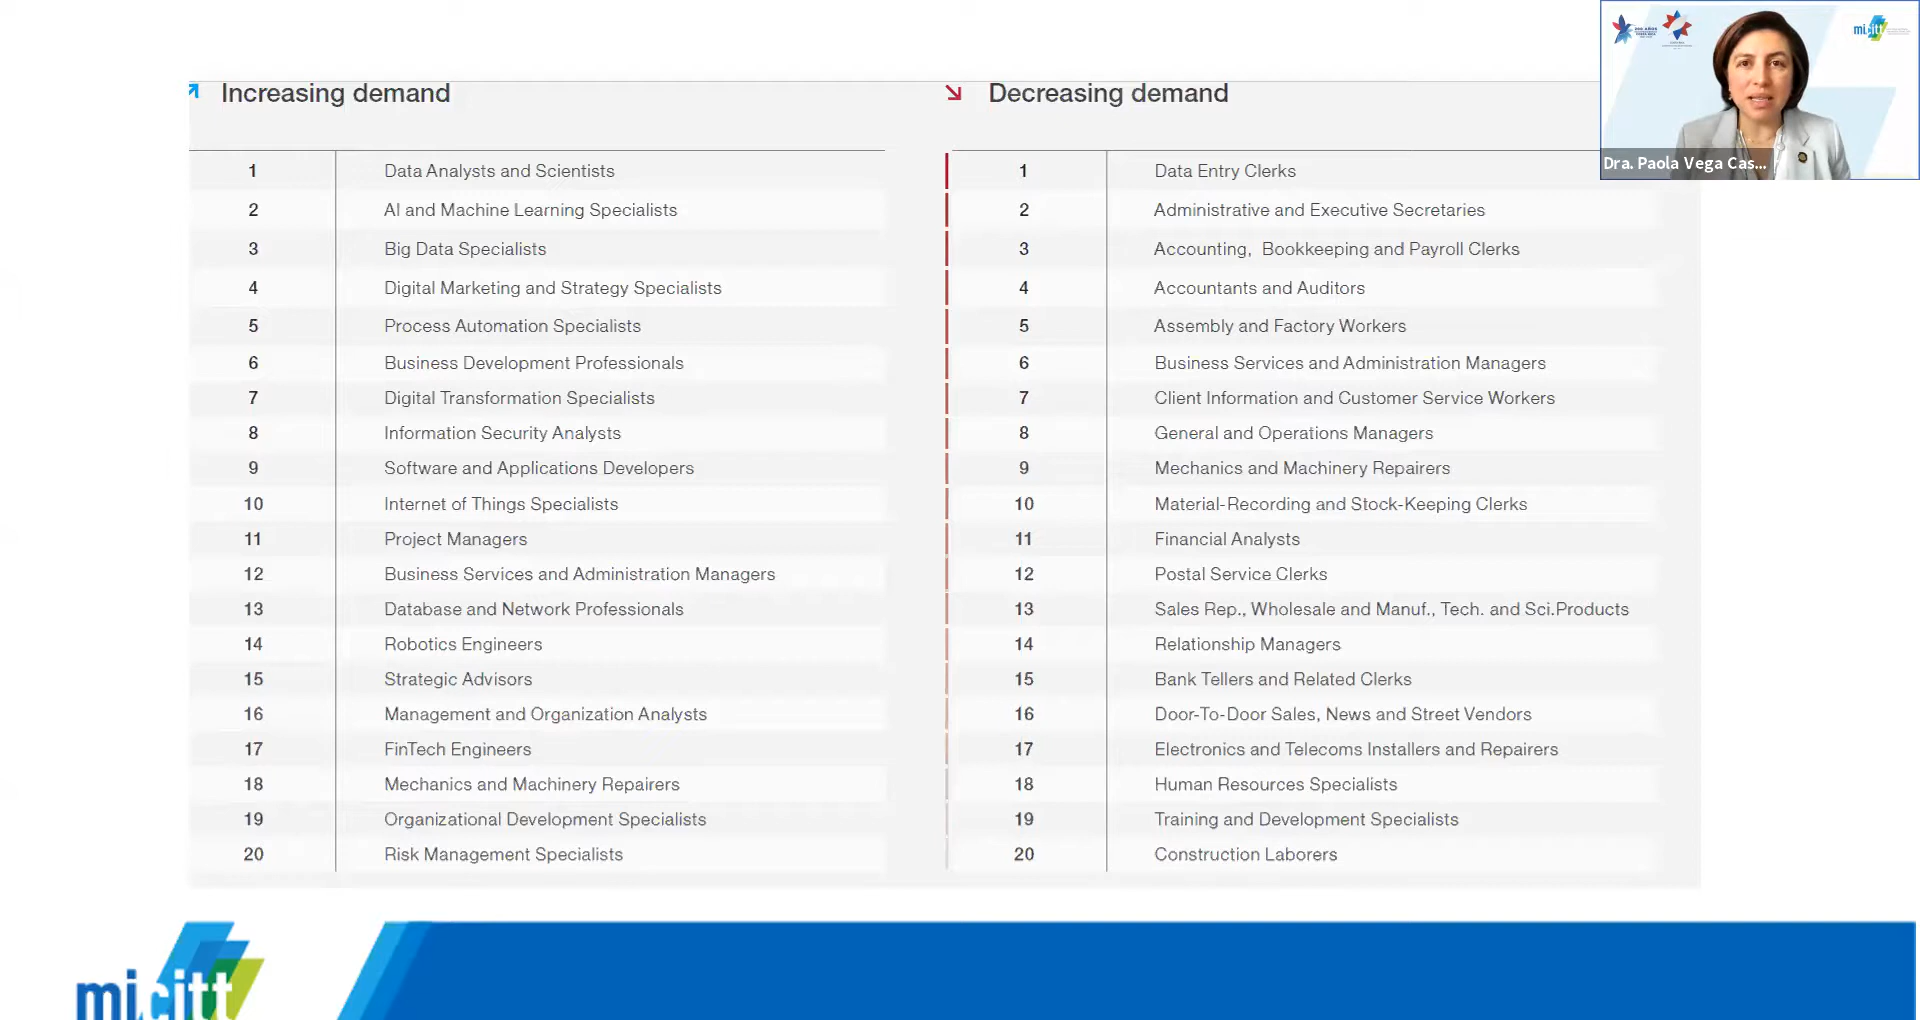 Increasing demand
1 Data Analysts and Scientists
2 AI and Machine Learning Specialists
3 Big Data Specialists
4 Digital Marketing and Strategy Specialists
5 Process Automation Specialists
6 Business Development Professionals
7 Digital Transformation Specialists
8 Information Security Analysts
9 Software and Applications Developers
10 Internet of Things Specialists
11 Project Managers
12 Business Services and Administration Managers
13 Database and Network Professionals
14 Robotics Engineers
15 Strategic Advisors
16 Management and Organization Analysts
17 FinTech Engineers
18 Mechanics and Machinery Repairers
19 Organizational Development Specialists
20 Risk Management Specialists
Decreasing demand
1 Data Entry Clerks
2 Administrative and Executive Secretaries
3 Accounting, Bookkeeping and Payroll Clerks
4 Accountants and Auditors
5 Assembly and Factory Workers
6 Business Services and Administration Managers
7 Client Information and Customer Service Workers
8 General and Operations Managers
9 Mechanics and Machinery Repairers
10 Material-Recording and Stock-Keeping Clerks
11 Financial Analysts
12 Postal Service Clerks
13 Sales Rep., Wholesale and Manuf., Tech. and Sci.Products
14 Relationship Managers
15 Bank Tellers and Related Clerks
16 Door-To-Door Sales, News and Street Vendors
17 Electronics and Telecoms Installers and Repairers
18 Human Resources Specialists
19 Training and Development Specialists
20 Construction Laborers
micitt
Dra. Paola Vega Cas...
micitt